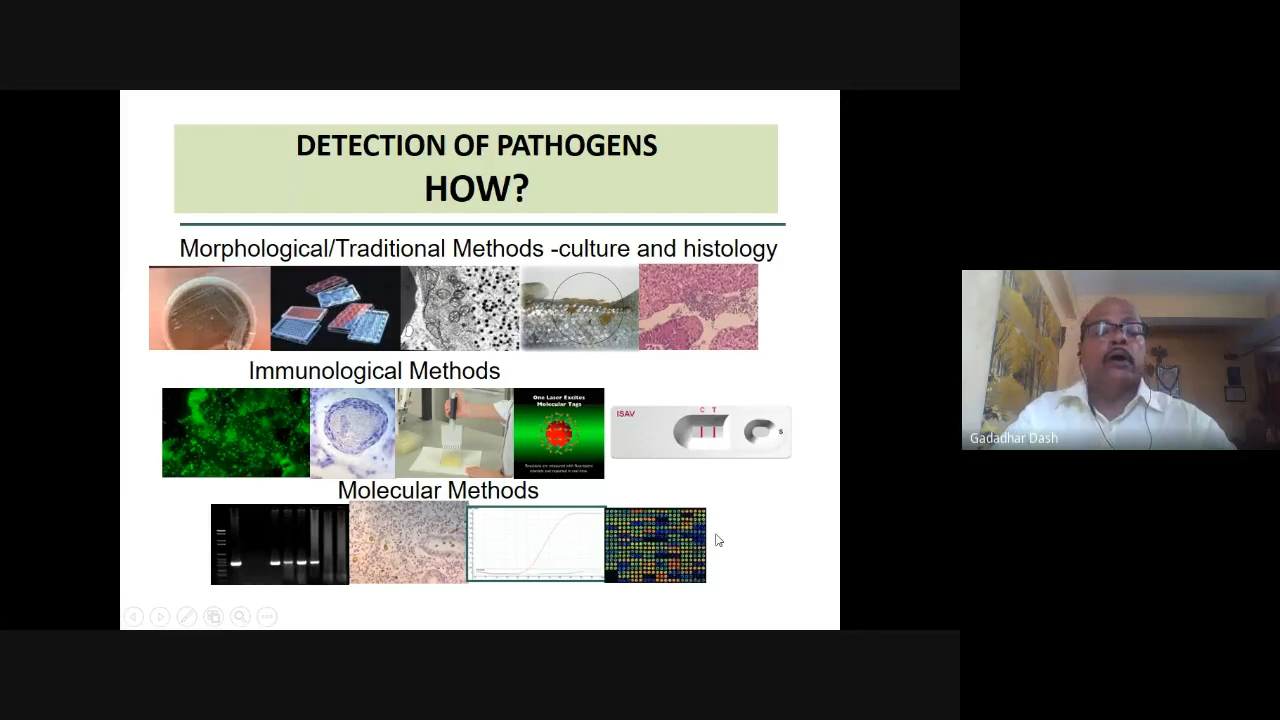 DETECTION OF PATHOGENS
HOW?
Morphological/Traditional Methods -culture and histology
Immunological Methods
One Laser Excites
Molecular Tags
ISAV
C T
S
Molecular Methods
Gadadhar Dash